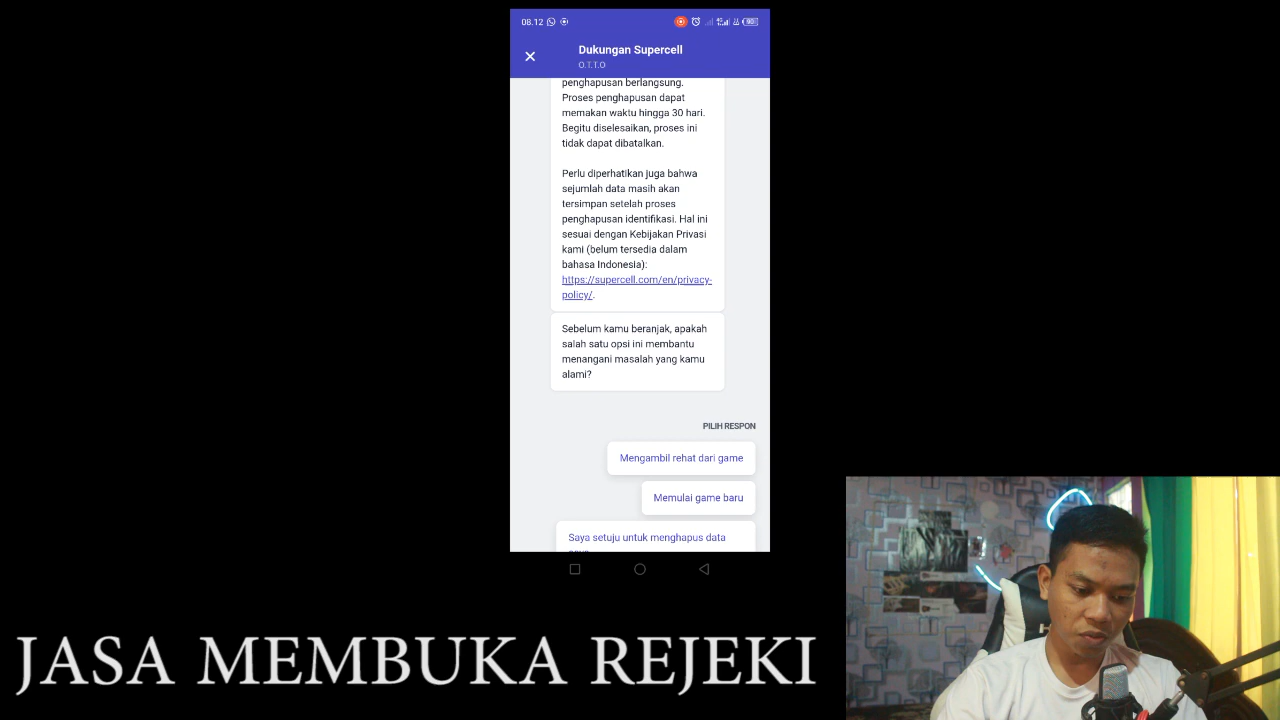 08.12
Dukungan Supercell
O.T.T.O
penghapusan berlangsung.
Proses penghapusan dapat
memakan waktu hingga 30 hari.
Begitu diselesaikan, proses ini
tidak dapat dibatalkan.
Perlu diperhatikan juga bahwa
sejumlah data masih akan
tersimpan setelah proses
penghapusan identifikasi. Hal ini
sesuai dengan Kebijakan Privasi
kami (belum tersedia dalam
bahasa Indonesia):
https://supercell.com/en/privacy-
policy/.
Sebelum kamu beranjak, apakah
salah satu opsi ini membantu
menangani masalah yang kamu
alami?
PILIH RESPON
Mengambil rehat dari game
Memulai game baru
Saya setuju untuk menghapus data
JASA MEMBUKA REJEKI